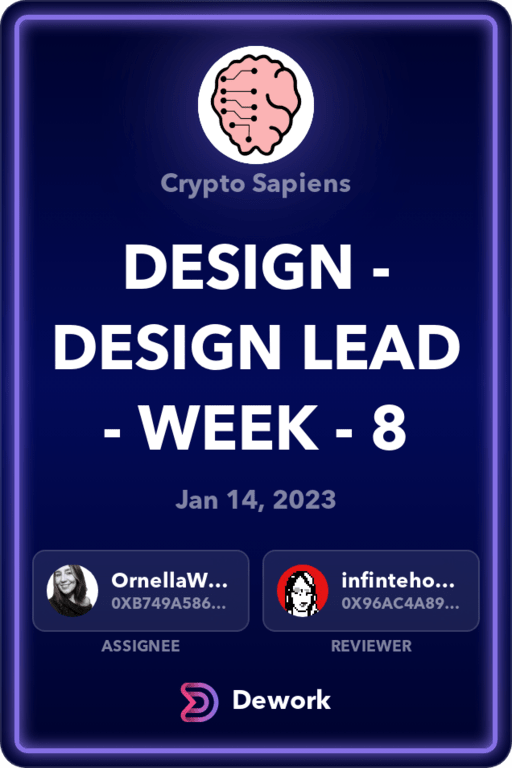 Crypto Sapiens
DESIGN -
DESIGN LEAD
- WEEK - 8
Jan 14, 2023
OrnellaW...
0XB749A586...
infinteho...
0X96AC4A89...
ASSIGNEE
REVIEWER
Dework